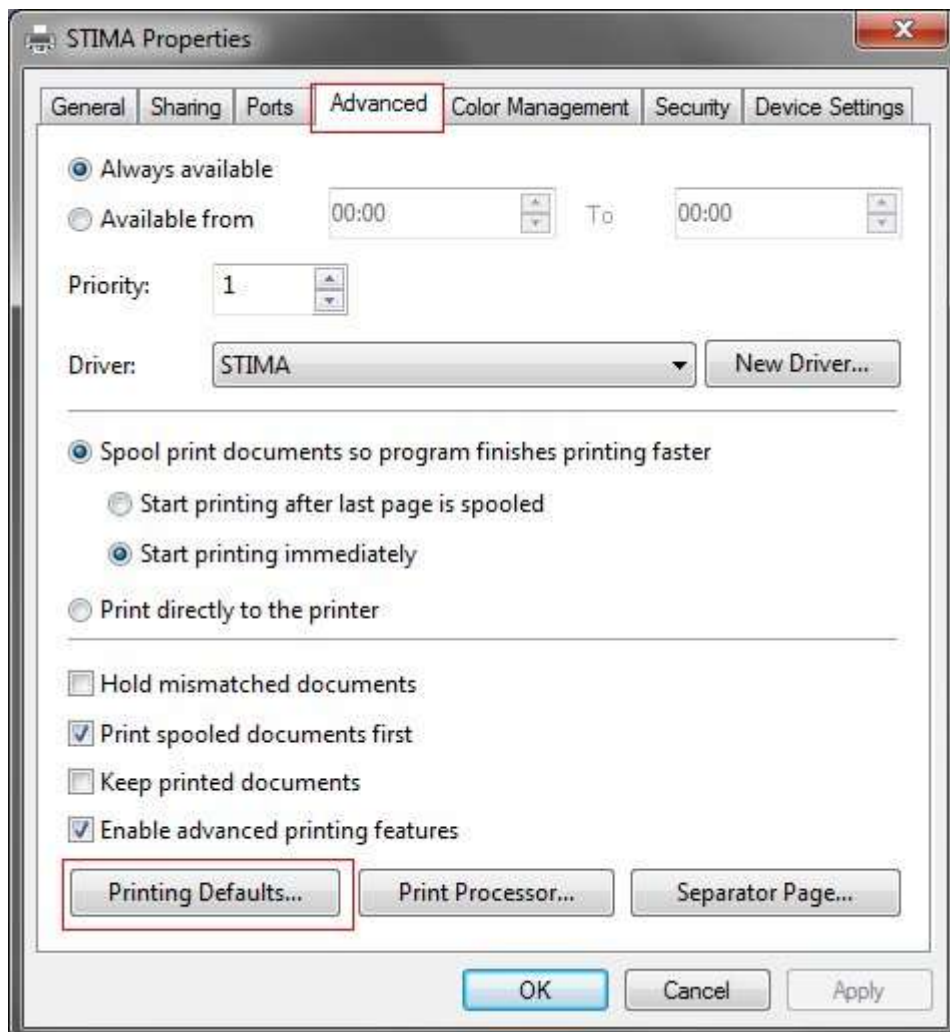 STIMA Properties
General Sharing Ports Advanced Color Management Security Device Settings
Always available
Available from 00:00 To 00:00
Priority: 1
Driver: STIMA New Driver...
Spool print documents so program finishes printing faster
Start printing after last page is spooled
Start printing immediately
Print directly to the printer
Hold mismatched documents
Print spooled documents first
Keep printed documents
Enable advanced printing features
Printing Defaults... Print Processor... Separator Page...
OK Cancel Apply